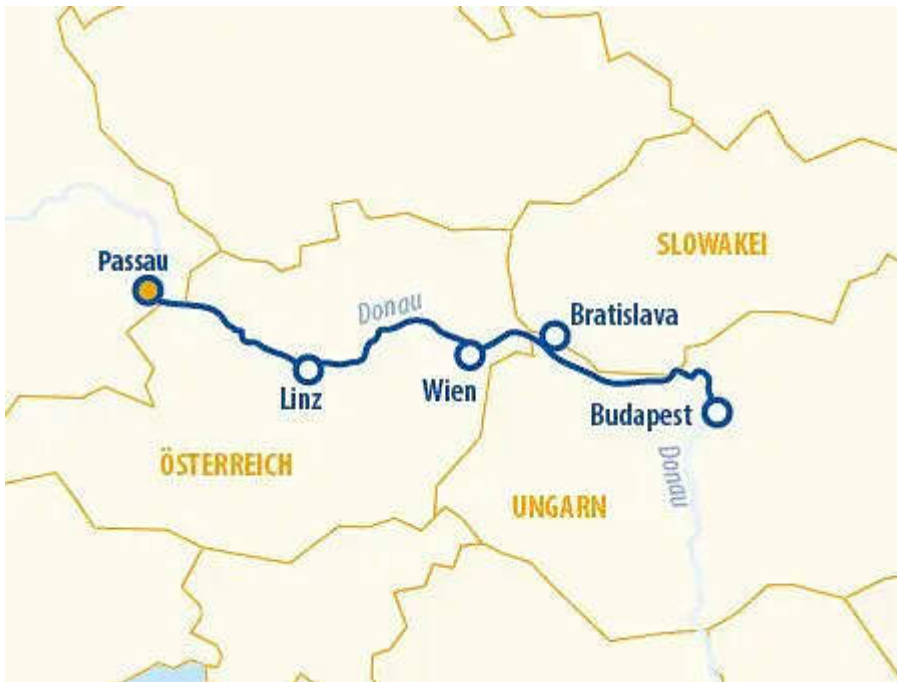 SLOWAKEI
Passau
Donau
Bratislava
Linz
Wien
Budapest
ÖSTERREICH
Donau
UNGARN